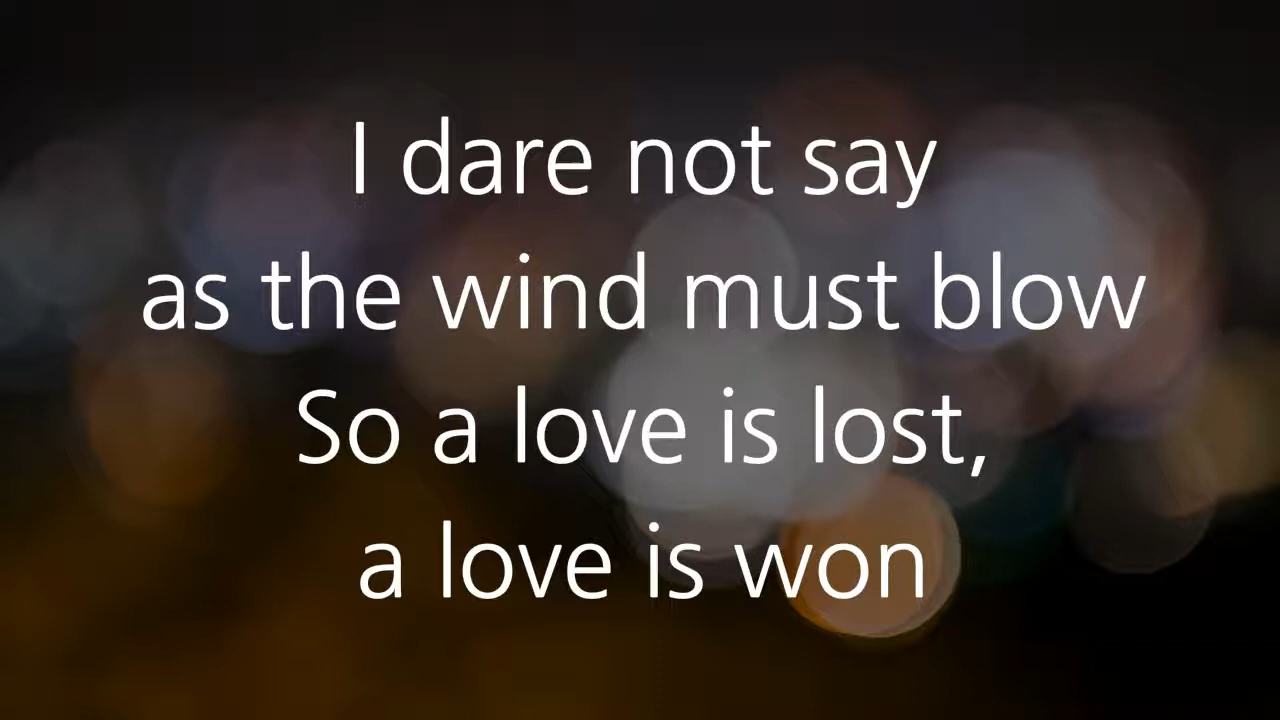 I dare not say
as the wind must blow
So a love is lost,
a love is won